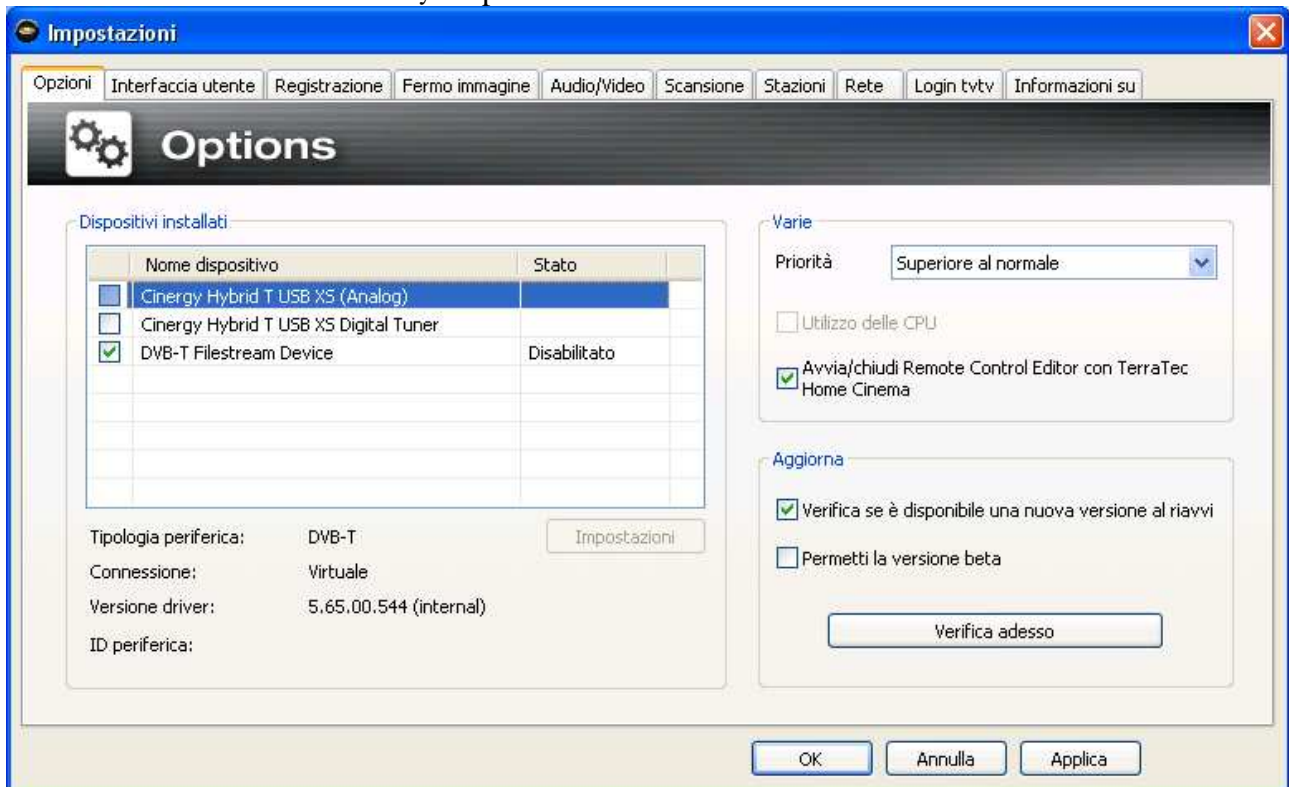 Impostazioni
Opzioni Interfaccia utente Registrazione Fermo immagine Audio/Video Scansione Stazioni Rete Login tvtv Informazioni su
Options
Dispositivi installati
Nome dispositivo Stato
Cinergy Hybrid T USB XS (Analog)
Cinergy Hybrid T USB XS Digital Tuner
DVB-T Filestream Device Disabilitato
Tipologia periferica: DVB-T Impostazioni
Connessione: Virtuale
Versione driver: 5.65.00.544 (internal)
ID periferica:
Varie
Priorità Superiore al normale
Utilizzo delle CPU
Avvia/chiudi Remote Control Editor con TerraTec
Home Cinema
Aggiorna
Verifica se è disponibile una nuova versione al riavvi
Permetti la versione beta
Verifica adesso
OK Annulla Applica